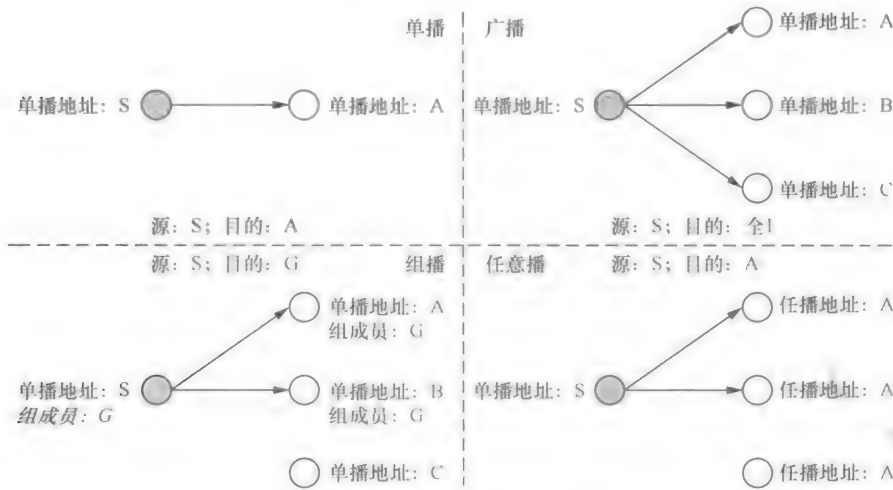 单播
单播地址: S
单播地址: A
源: S; 目的: A
广播
单播地址: A
单播地址: S
单播地址: B
单播地址: C
源: S; 目的: 全1
源: S; 目的: G
组播
单播地址: A
组成员: G
单播地址: S
组成员: G
单播地址: B
组成员: G
单播地址: C
任意播
源: S; 目的: A
任播地址: A
单播地址: S
任播地址: A
任播地址: A